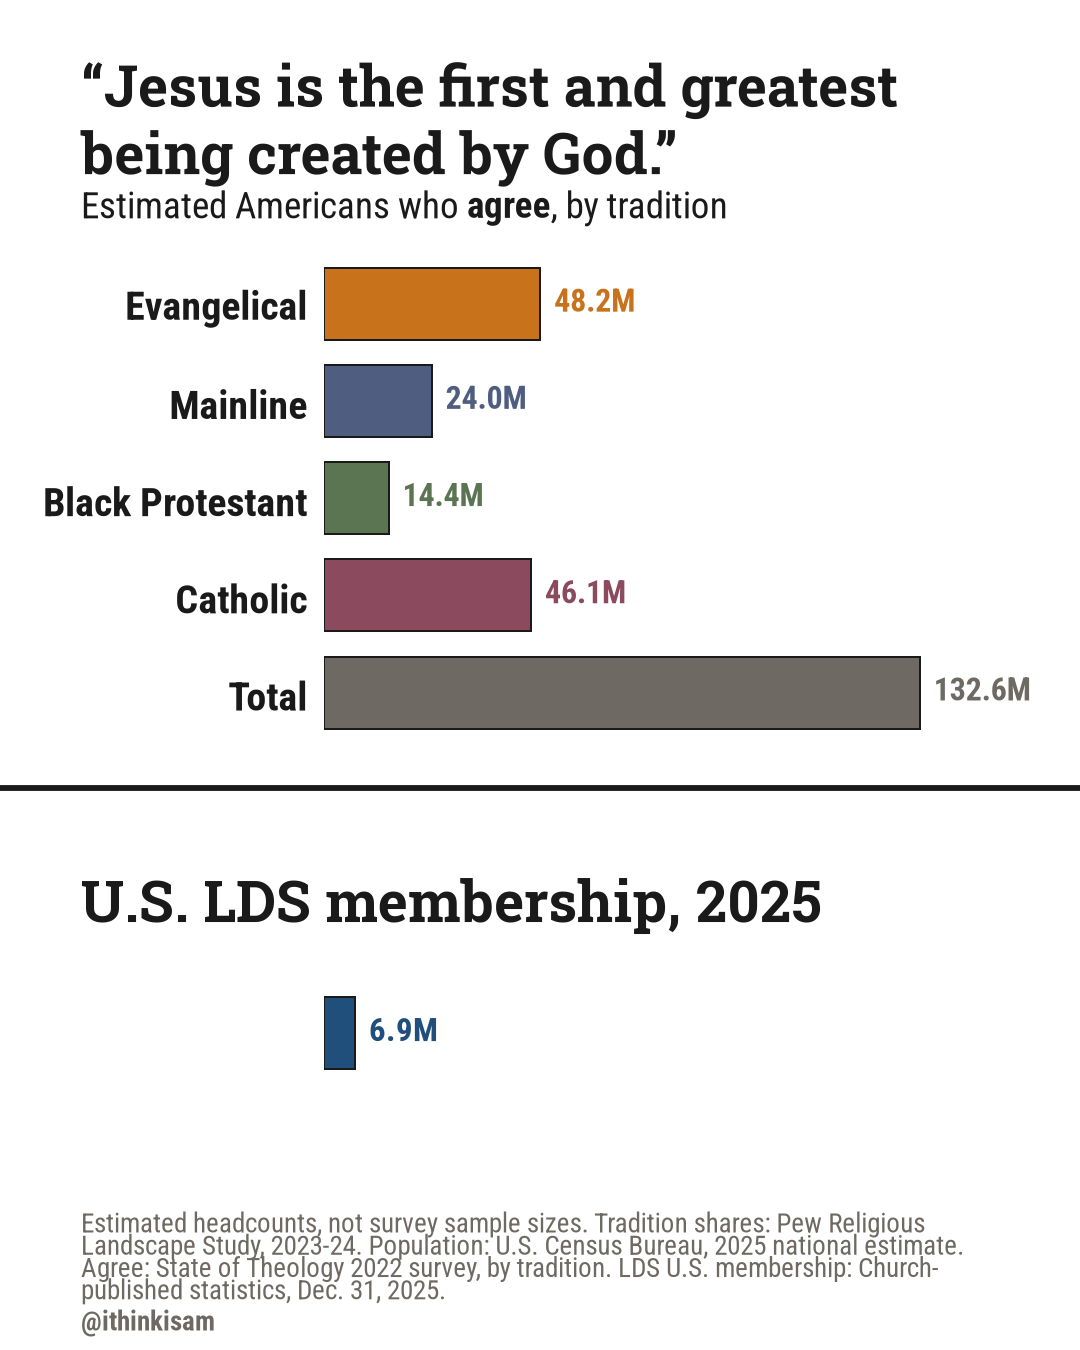 “Jesus is the first and greatest
being created by God.”
Estimated Americans who agree, by tradition
Evangelical 48.2M
Mainline 24.0M
Black Protestant 14.4M
Catholic 46.1M
Total 132.6M
U.S. LDS membership, 2025
6.9M
Estimated headcounts, not survey sample sizes. Tradition shares: Pew Religious
Landscape Study, 2023-24. Population: U.S. Census Bureau, 2025 national estimate.
Agree: State of Theology 2022 survey, by tradition. LDS U.S. membership: Church-
published statistics, Dec. 31, 2025.
@ithinkisam